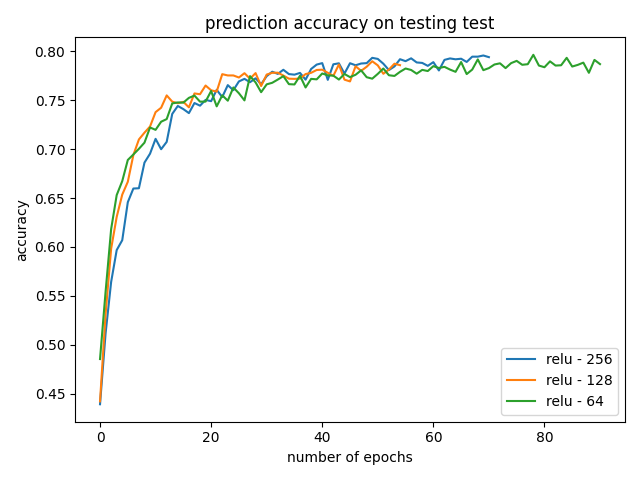 prediction accuracy on testing test
accuracy
0.80
0.75
0.70
0.65
0.60
0.55
0.50
0.45
0
20
40
60
80
number of epochs
relu - 256
relu - 128
relu - 64